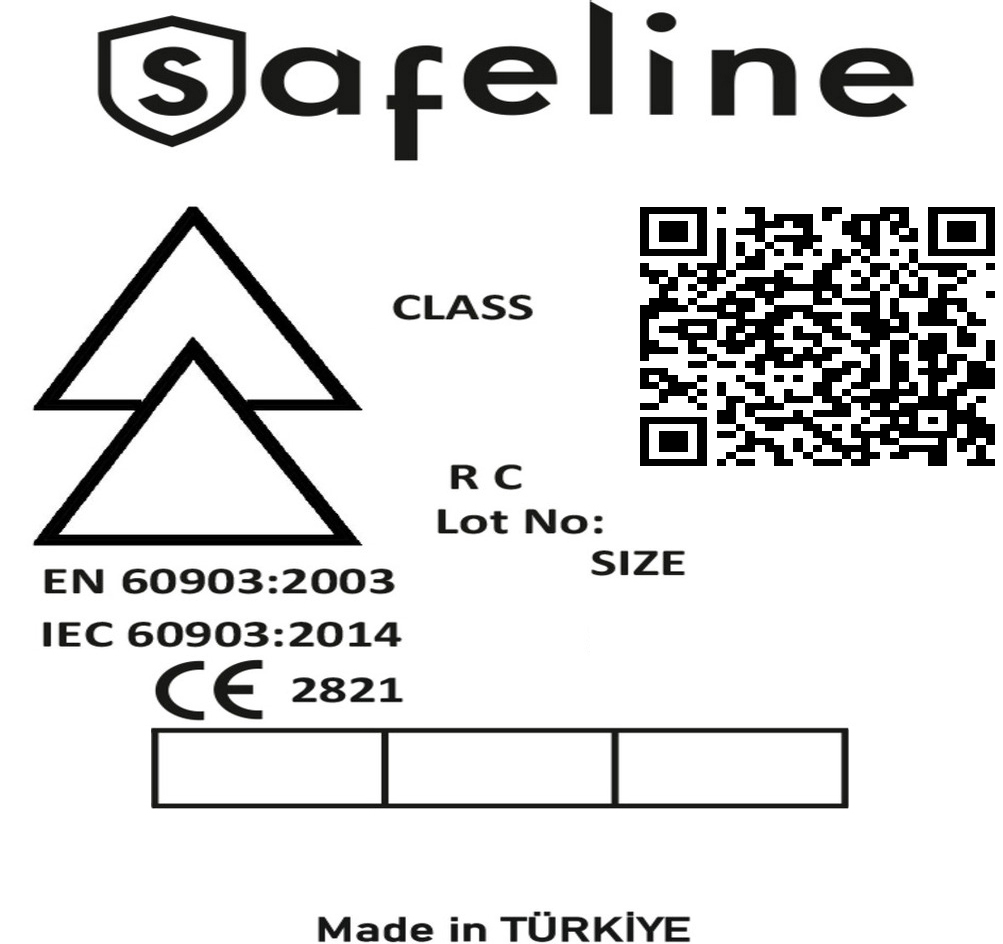 safeline
CLASS
R C
Lot No:
SIZE
EN 60903:2003
IEC 60903:2014
CE 2821
Made in TÜRKİYE